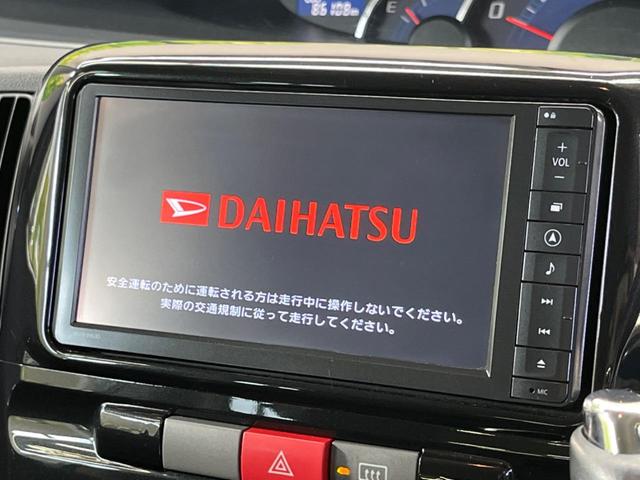 86108km
E
0
DAIHATSU
安全運転のために運転される方は走行中に操作しないでください。
実際の交通規制に従って走行してください。
+
VOL
−
MIC